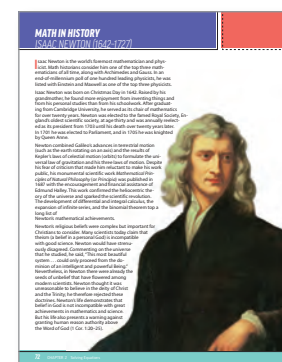 MATH IN HISTORY
ISAAC NEWTON (1642–1727)
Isaac Newton is the world's foremost mathematician and phys-
icist. Math historians consider him one of the top three math-
ematicians of all time, along with Archimedes and Gauss. In an
end-of-millennium poll of one hundred leading physicists, he was
listed with Einstein and Maxwell as one of the top three physicists.
Isaac Newton was born on Christmas Day in 1642. Raised by his
grandmother, he found more enjoyment from inventing things and
from his personal studies than from his schoolwork. After graduat-
ing from Cambridge University, he served as its chair of mathematics
for over twenty years. Newton was elected to the famed Royal Society, En-
gland's oldest scientific society, at age thirty and was annually reelect-
ed as its president from 1703 until his death over twenty years later.
In 1701 he was elected to Parliament, and in 1705 he was knighted
by Queen Anne.
Newton combined Galileo's advances in terrestrial motion
(such as the earth rotating on an axis) and the results of
Kepler's laws of celestial motion (orbits) to formulate the uni-
versal law of gravitation and his three laws of motion. Despite
his fear of criticism that made him reluctant to make his work
public, his monumental scientific work Mathematical Prin-
ciples of Natural Philosophy (or Principia) was published in
1687 with the encouragement and financial assistance of
Edmund Halley. This work confirmed the heliocentric the-
ory of the universe and sparked the scientific revolution.
The development of differential and integral calculus, the
expansion of infinite series, and the binomial theorem top a
long list of
Newton's mathematical achievements.
Newton's religious beliefs were complex but important for
Christians to consider. Many scientists today claim that
theism (a belief in a personal God) is incompatible
with good science. Newton would have strenu-
ously disagreed. Commenting on the universe
that he studied, he said, "This most beautiful
system . . . could only proceed from the do-
minion of an intelligent and powerful Being."
Nevertheless, in Newton there were already the
seeds of unbelief that have flowered among
modern scientists. Newton thought it was
unreasonable to believe in the deity of Christ
and the Trinity; he therefore rejected these
doctrines. Newton's life demonstrates that
belief in God is not incompatible with great
achievements in mathematics and science.
But his life also presents a warning against
granting human reason authority above
the Word of God (1 Cor. 1:20–25).
72 CHAPTER 2 Solving Equations